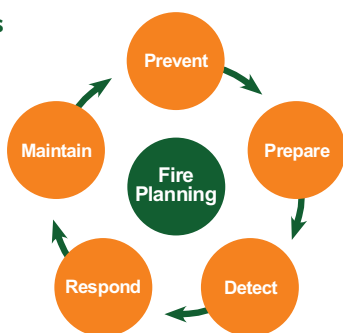 s
Prevent
Prepare
Detect
Respond
Maintain
Fire
Planning